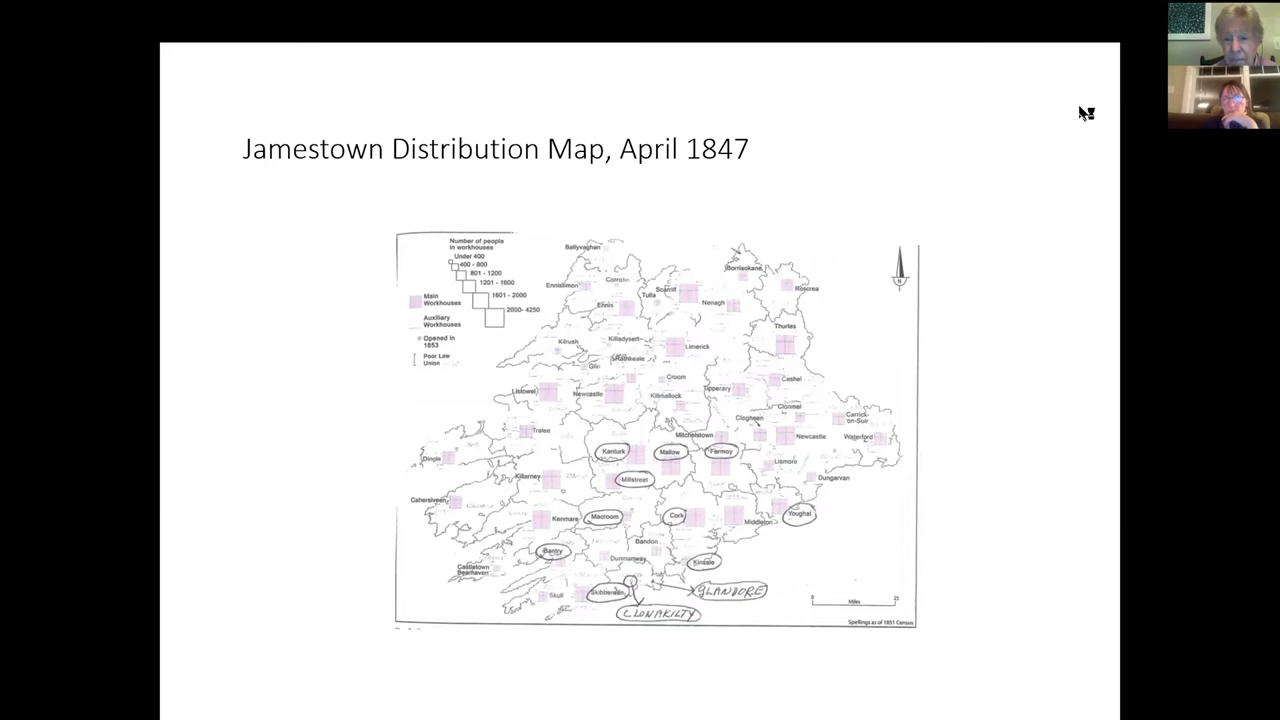 Jamestown Distribution Map, April 1847
Number of people
in workhouses
Under 400
400 - 800
801 - 1200
1201 - 1600
1601 - 2000
2000- 4250
Main
Workhouses
Auxiliary
Workhouses
Opened in
1853
Poor Law
Union
Ballyvaghan
Borrisokane
Ennistimon
Corrofin
Scarriff
Roscrea
Tulla
Ennis
Nenagh
N
Thurles
Kilrush
Killadysert
Limerick
Rathkeale
Glin
Croom
Cashel
Listowel
Newcastle
Kilmallock
Tipperary
Clonmel
Carrick-
on-Suir
Clogheen
Tralee
Mitchelstown
Newcastle
Waterford
Kanturk
Mallow
Fermoy
Dingle
Lismore
Killarney
Millstreet
Dungarvan
Cahersiveen
Kenmare
Macroom
Cork
Middleton
Youghal
Bandon
Bantry
Dunmanway
Kinsale
Castletown
Bearhaven
Skull
Skibbereen
GLANDORE
CLONAKILTY
0
25
Miles
Spellings as of 1851 Census